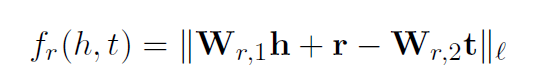 f_r(h, t) = ‖W_{r,1}h + r − W_{r,2}t‖_ℓ